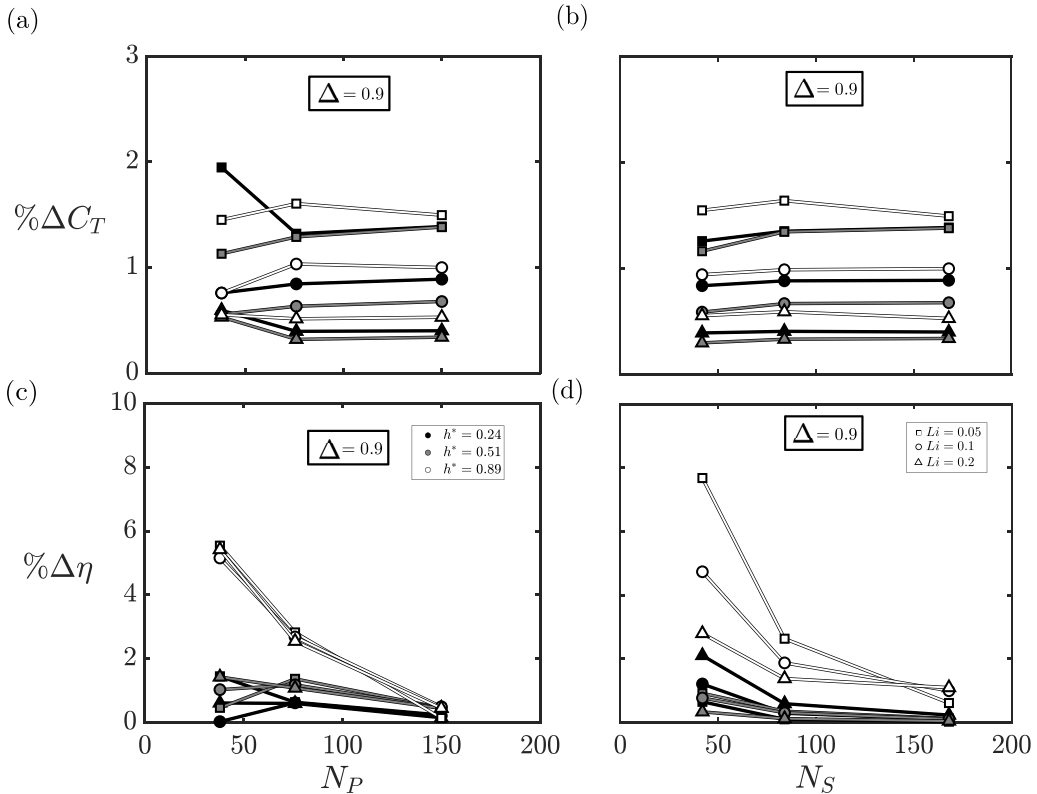 (a)
(b)
3
2
1
0
%ΔC_T
Δ = 0.9
Δ = 0.9
(c)
(d)
10
8
6
4
2
0
%Δη
Δ = 0.9
h* = 0.24
h* = 0.51
h* = 0.89
Δ = 0.9
Li = 0.05
Li = 0.1
Li = 0.2
0 50 100 150 200
0 50 100 150 200
N_P
N_S